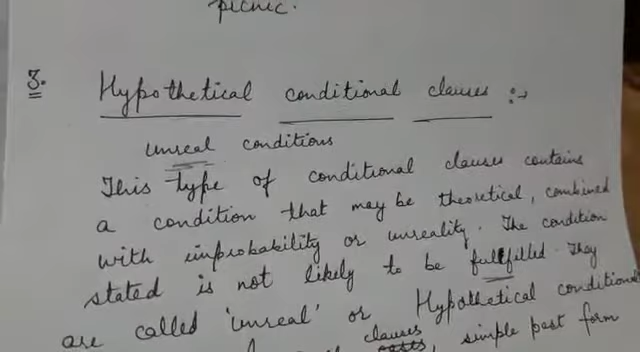 picnic.
3. Hypothetical conditional clauses :→
unreal conditions
This type of conditional clauses contains
a condition that may be theoretical, combined
with improbability or unreality. The condition
stated is not likely to be fullfilled. They
are called 'unreal' or Hypothetical conditional
clauses, simple past form